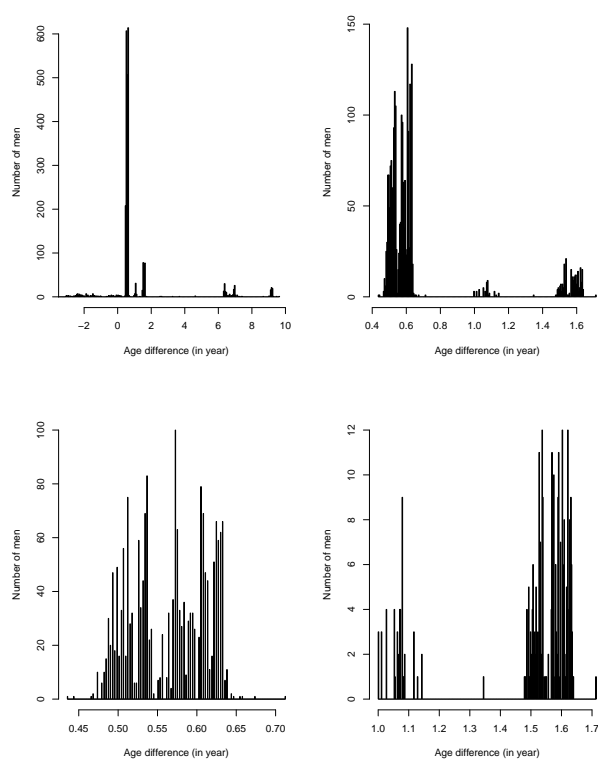 600
500
400
300
200
100
0
Number of men
−2 0 2 4 6 8 10
Age difference (in year)
150
100
50
0
Number of men
0.4 0.6 0.8 1.0 1.2 1.4 1.6
Age difference (in year)
100
80
60
40
20
0
Number of men
0.45 0.50 0.55 0.60 0.65 0.70
Age difference (in year)
12
10
8
6
4
2
0
Number of men
1.0 1.1 1.2 1.3 1.4 1.5 1.6 1.7
Age difference (in year)